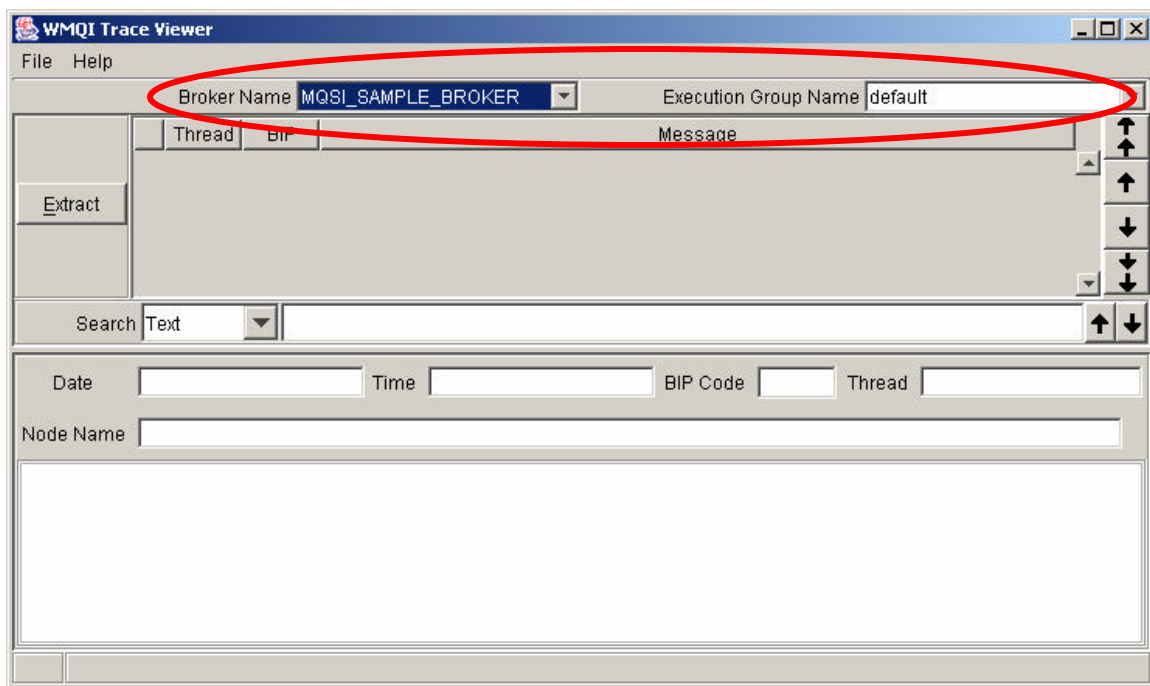 WMQI Trace Viewer
File Help
Broker Name MQSI_SAMPLE_BROKER Execution Group Name default
Thread BIP Message
Extract
Search Text
Date Time BIP Code Thread
Node Name